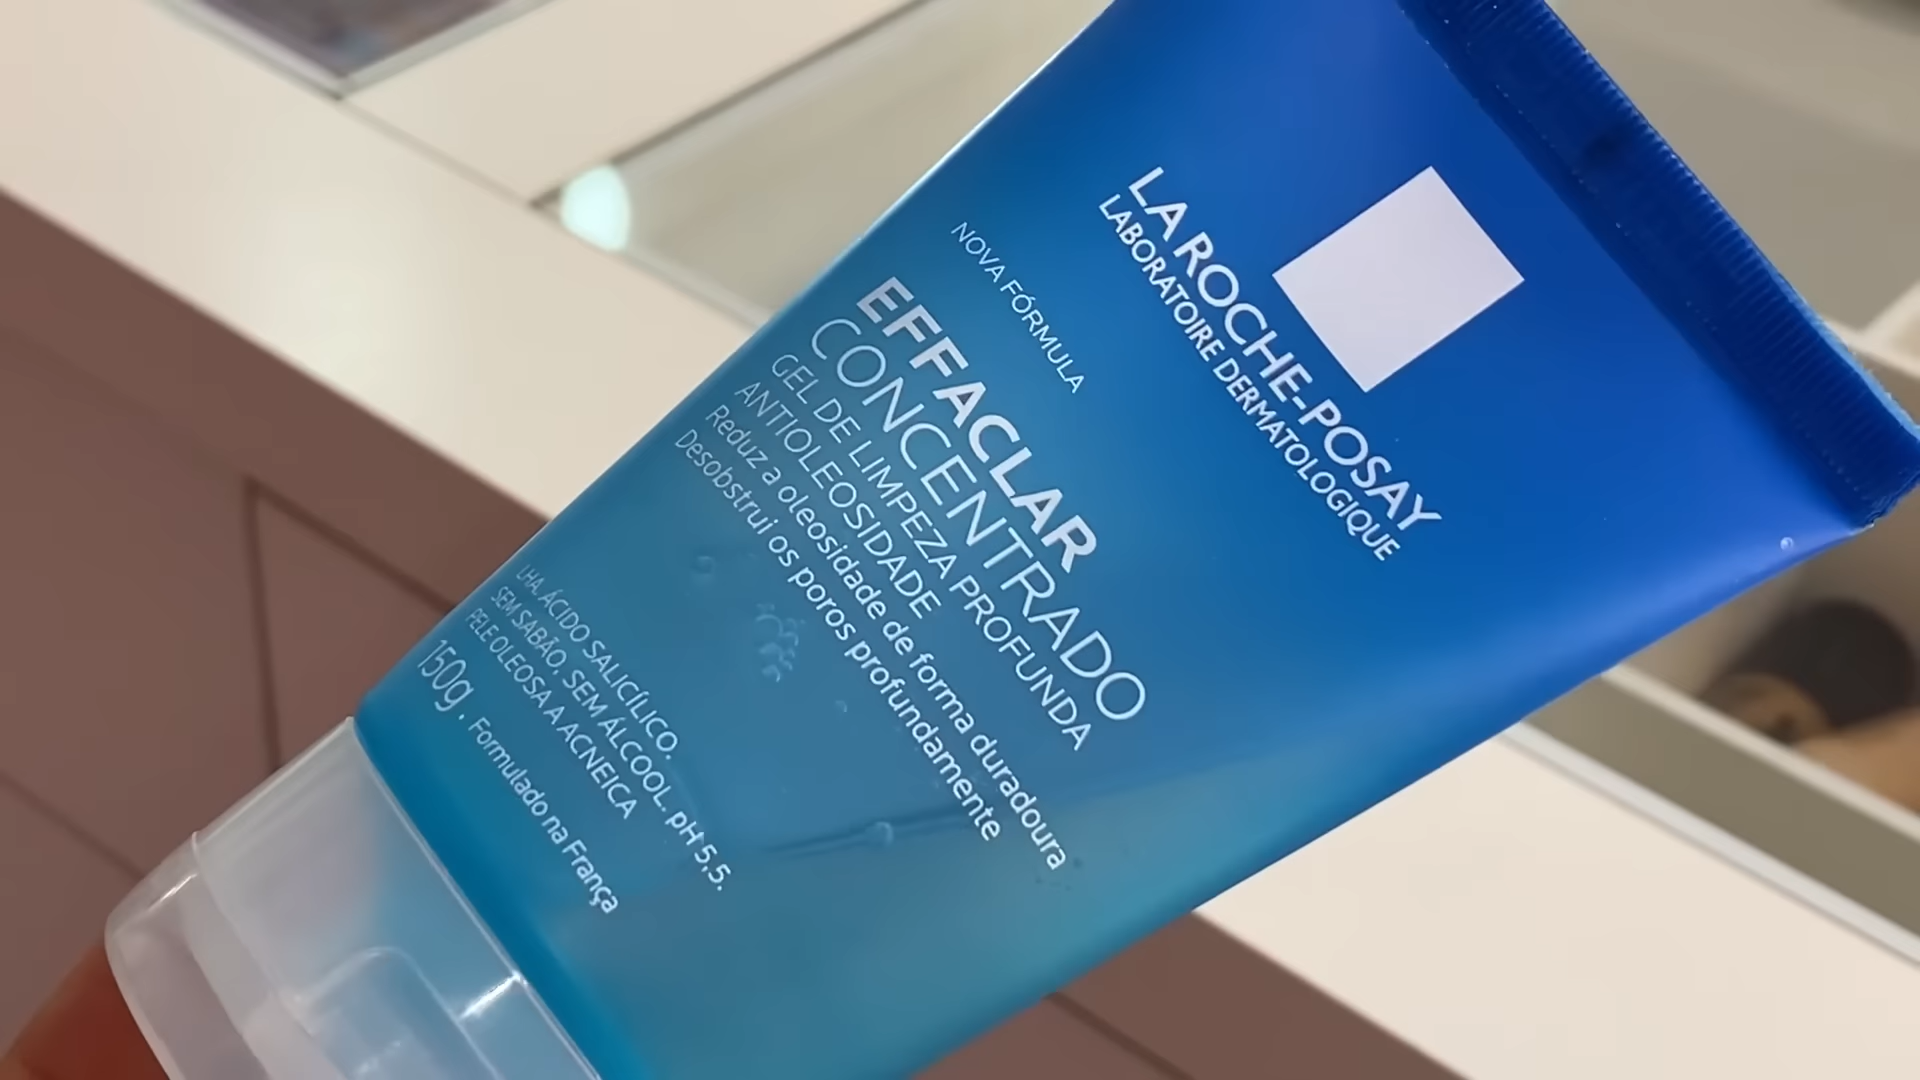 LA ROCHE-POSAY
LABORATOIRE DERMATOLOGIQUE
NOVA FÓRMULA
EFFACLAR
CONCENTRADO
GEL DE LIMPEZA PROFUNDA
ANTIOLEOSIDADE
Reduz a oleosidade de forma duradoura
Desobstrui os poros profundamente
LHA. ÁCIDO SALICÍLICO.
SEM SABÃO. SEM ÁLCOOL. pH 5,5.
PELE OLEOSA A ACNEICA
150g. Formulado na França